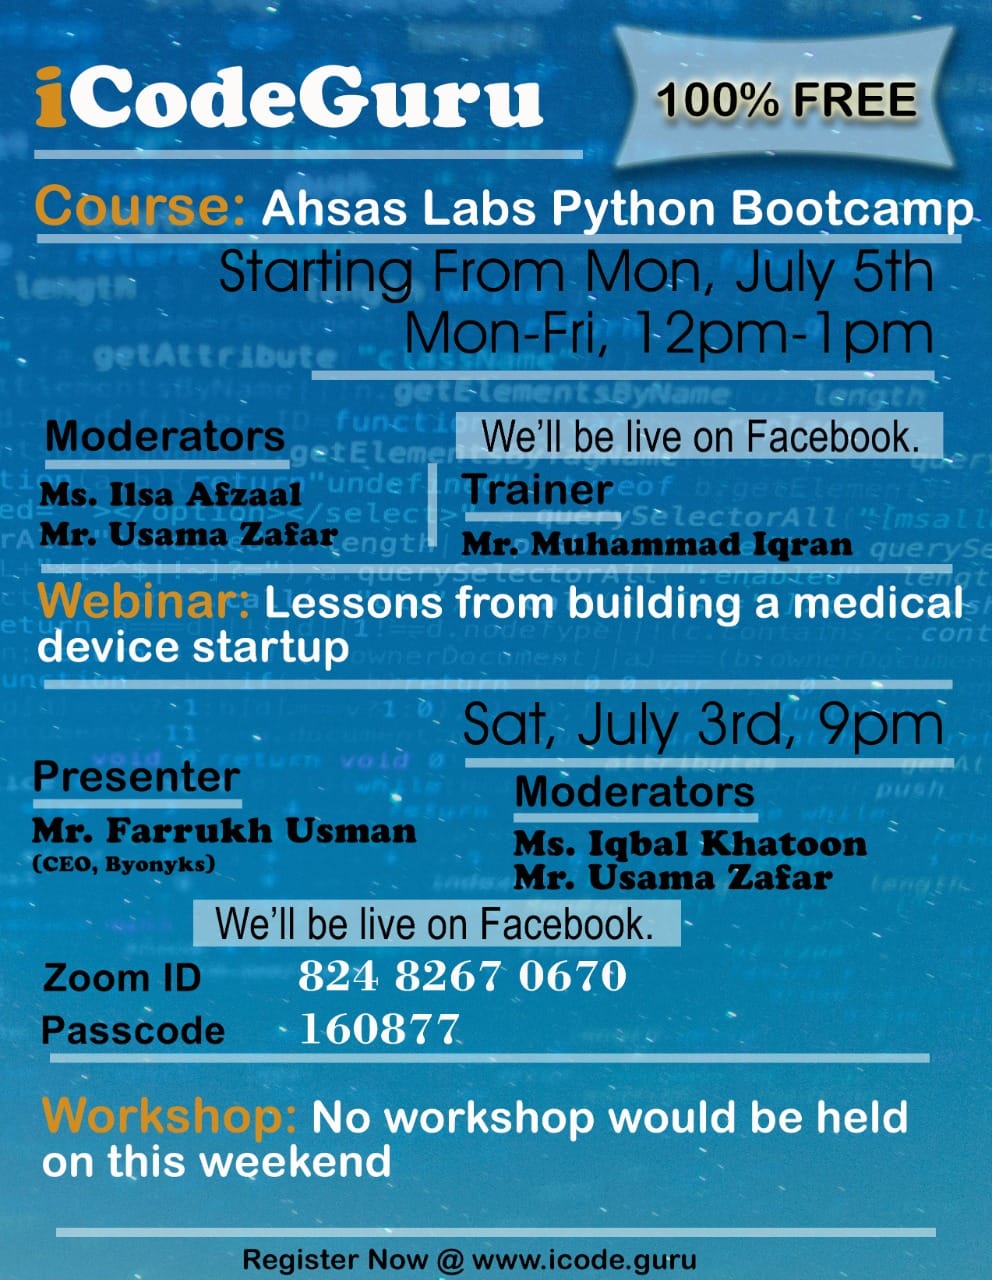 iCodeGuru
100% FREE
Course: Ahsas Labs Python Bootcamp
Starting From Mon, July 5th
Mon-Fri, 12pm-1pm
Moderators
Ms. Ilsa Afzaal
Mr. Usama Zafar
We'll be live on Facebook.
Trainer
Mr. Muhammad Iqran
Webinar: Lessons from building a medical
device startup
Sat, July 3rd, 9pm
Presenter
Mr. Farrukh Usman
(CEO, Byonyks)
Moderators
Ms. Iqbal Khatoon
Mr. Usama Zafar
We'll be live on Facebook.
Zoom ID 824 8267 0670
Passcode 160877
Workshop: No workshop would be held
on this weekend
Register Now @ www.icode.guru